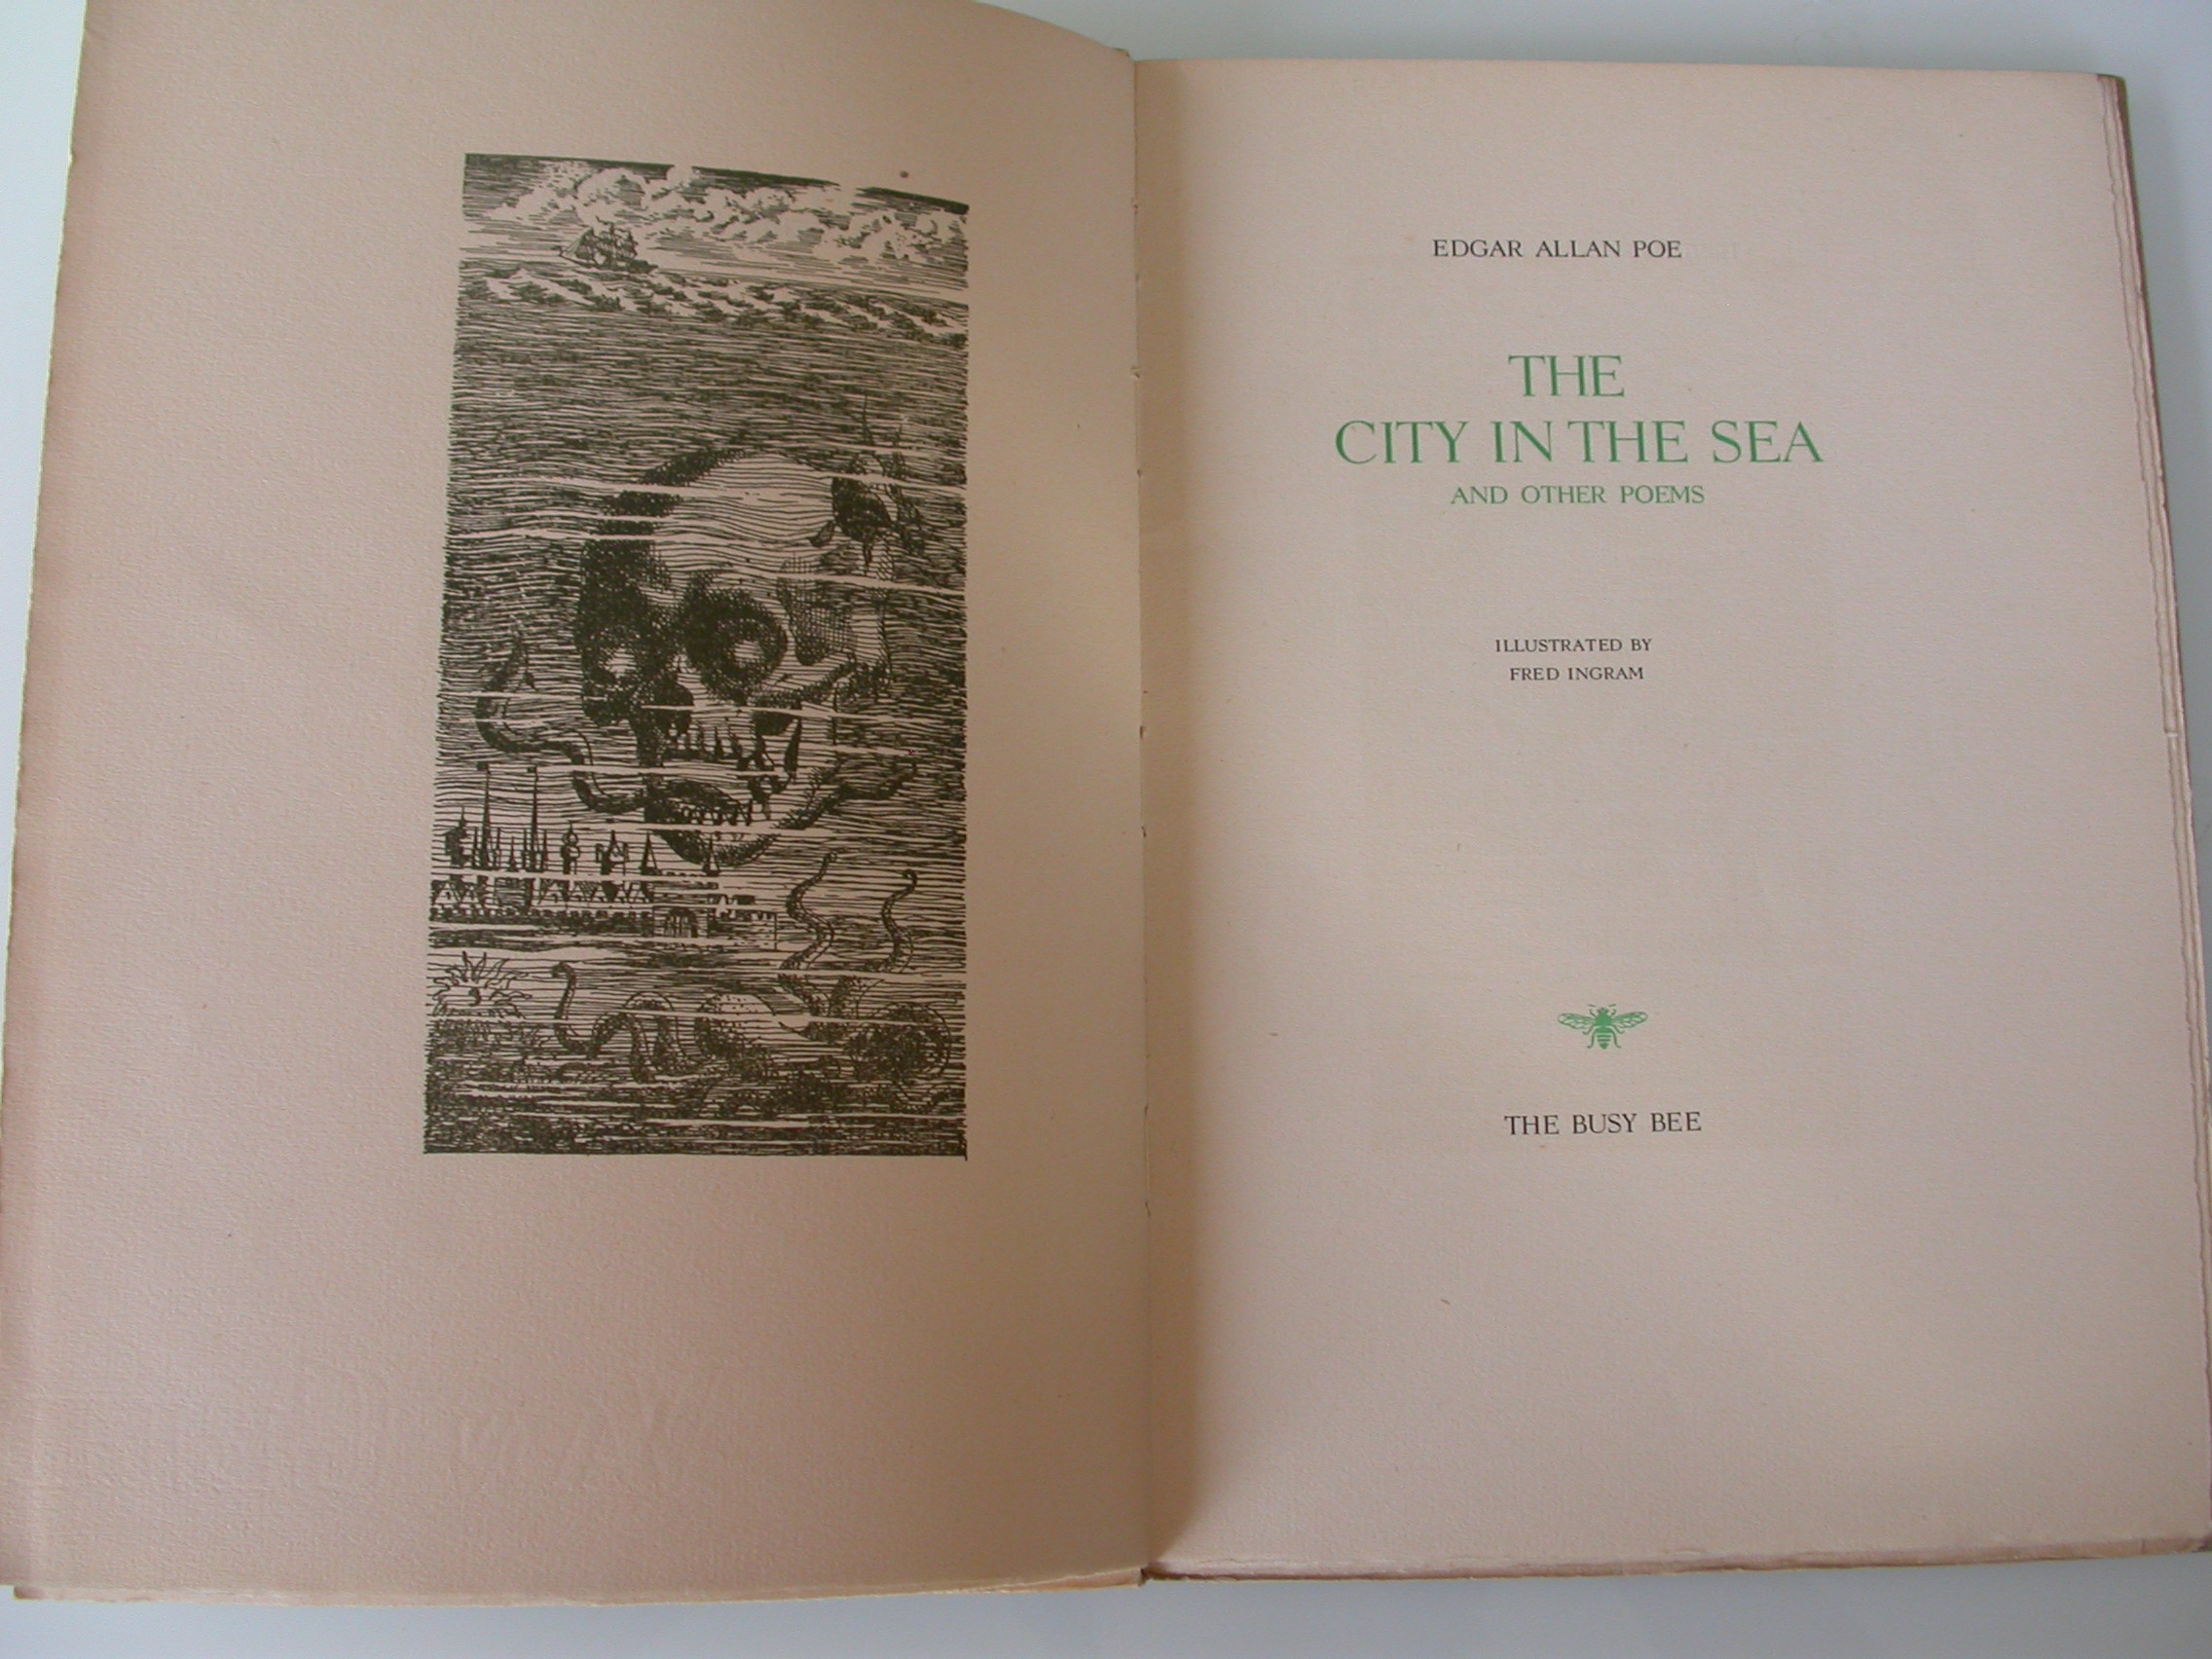 EDGAR ALLAN POE
THE
CITY IN THE SEA
AND OTHER POEMS
ILLUSTRATED BY
FRED INGRAM
THE BUSY BEE